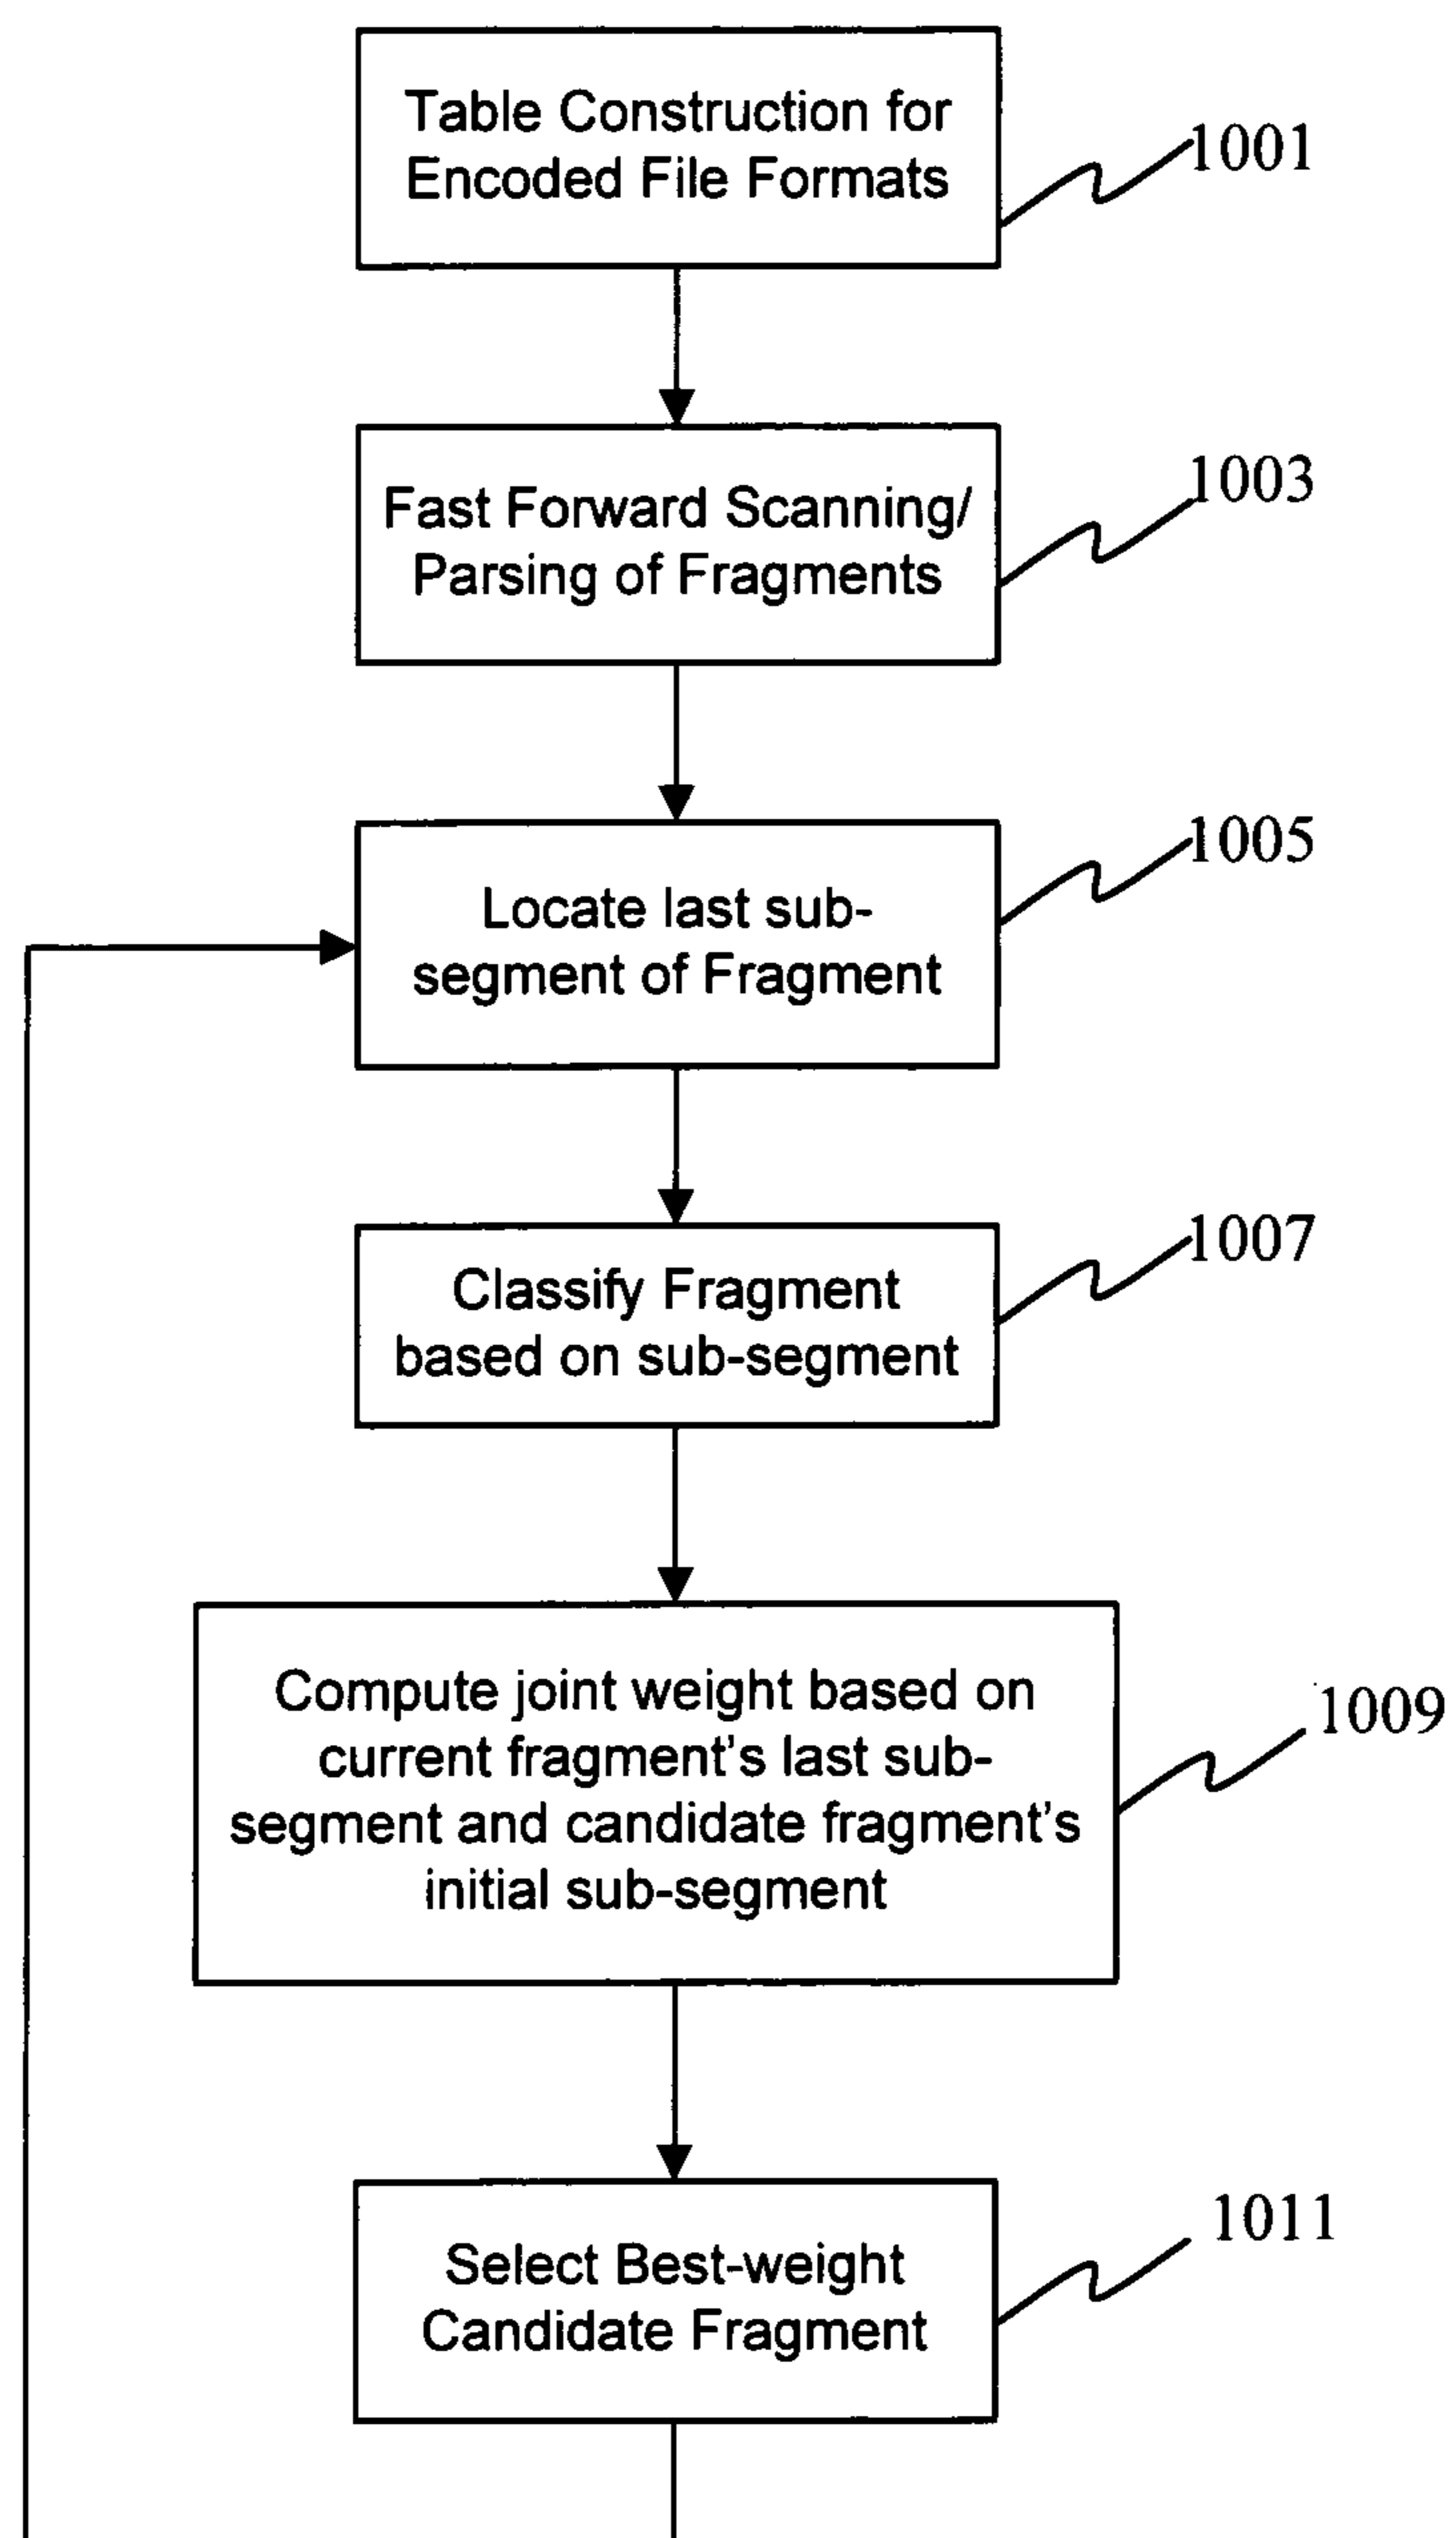 Table Construction for
Encoded File Formats
1001
Fast Forward Scanning/
Parsing of Fragments
1003
Locate last sub-
segment of Fragment
1005
Classify Fragment
based on sub-segment
1007
Compute joint weight based on
current fragment's last sub-
segment and candidate fragment's
initial sub-segment
1009
Select Best-weight
Candidate Fragment
1011